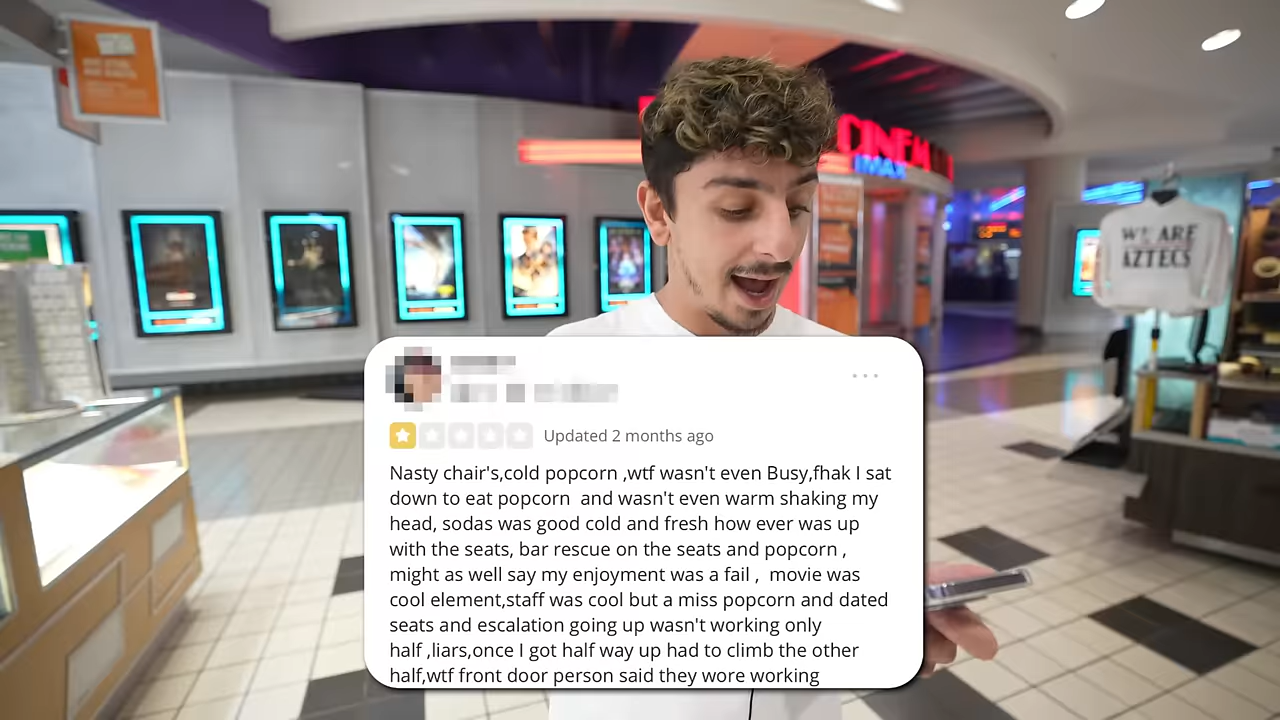 CINEMA
IMAX
WE ARE
AZTECS
Updated 2 months ago
Nasty chair's,cold popcorn ,wtf wasn't even Busy,fhak I sat
down to eat popcorn  and wasn't even warm shaking my
head, sodas was good cold and fresh how ever was up
with the seats, bar rescue on the seats and popcorn ,
might as well say my enjoyment was a fail ,  movie was
cool element,staff was cool but a miss popcorn and dated
seats and escalation going up wasn't working only
half ,liars,once I got half way up had to climb the other
half,wtf front door person said they wore working